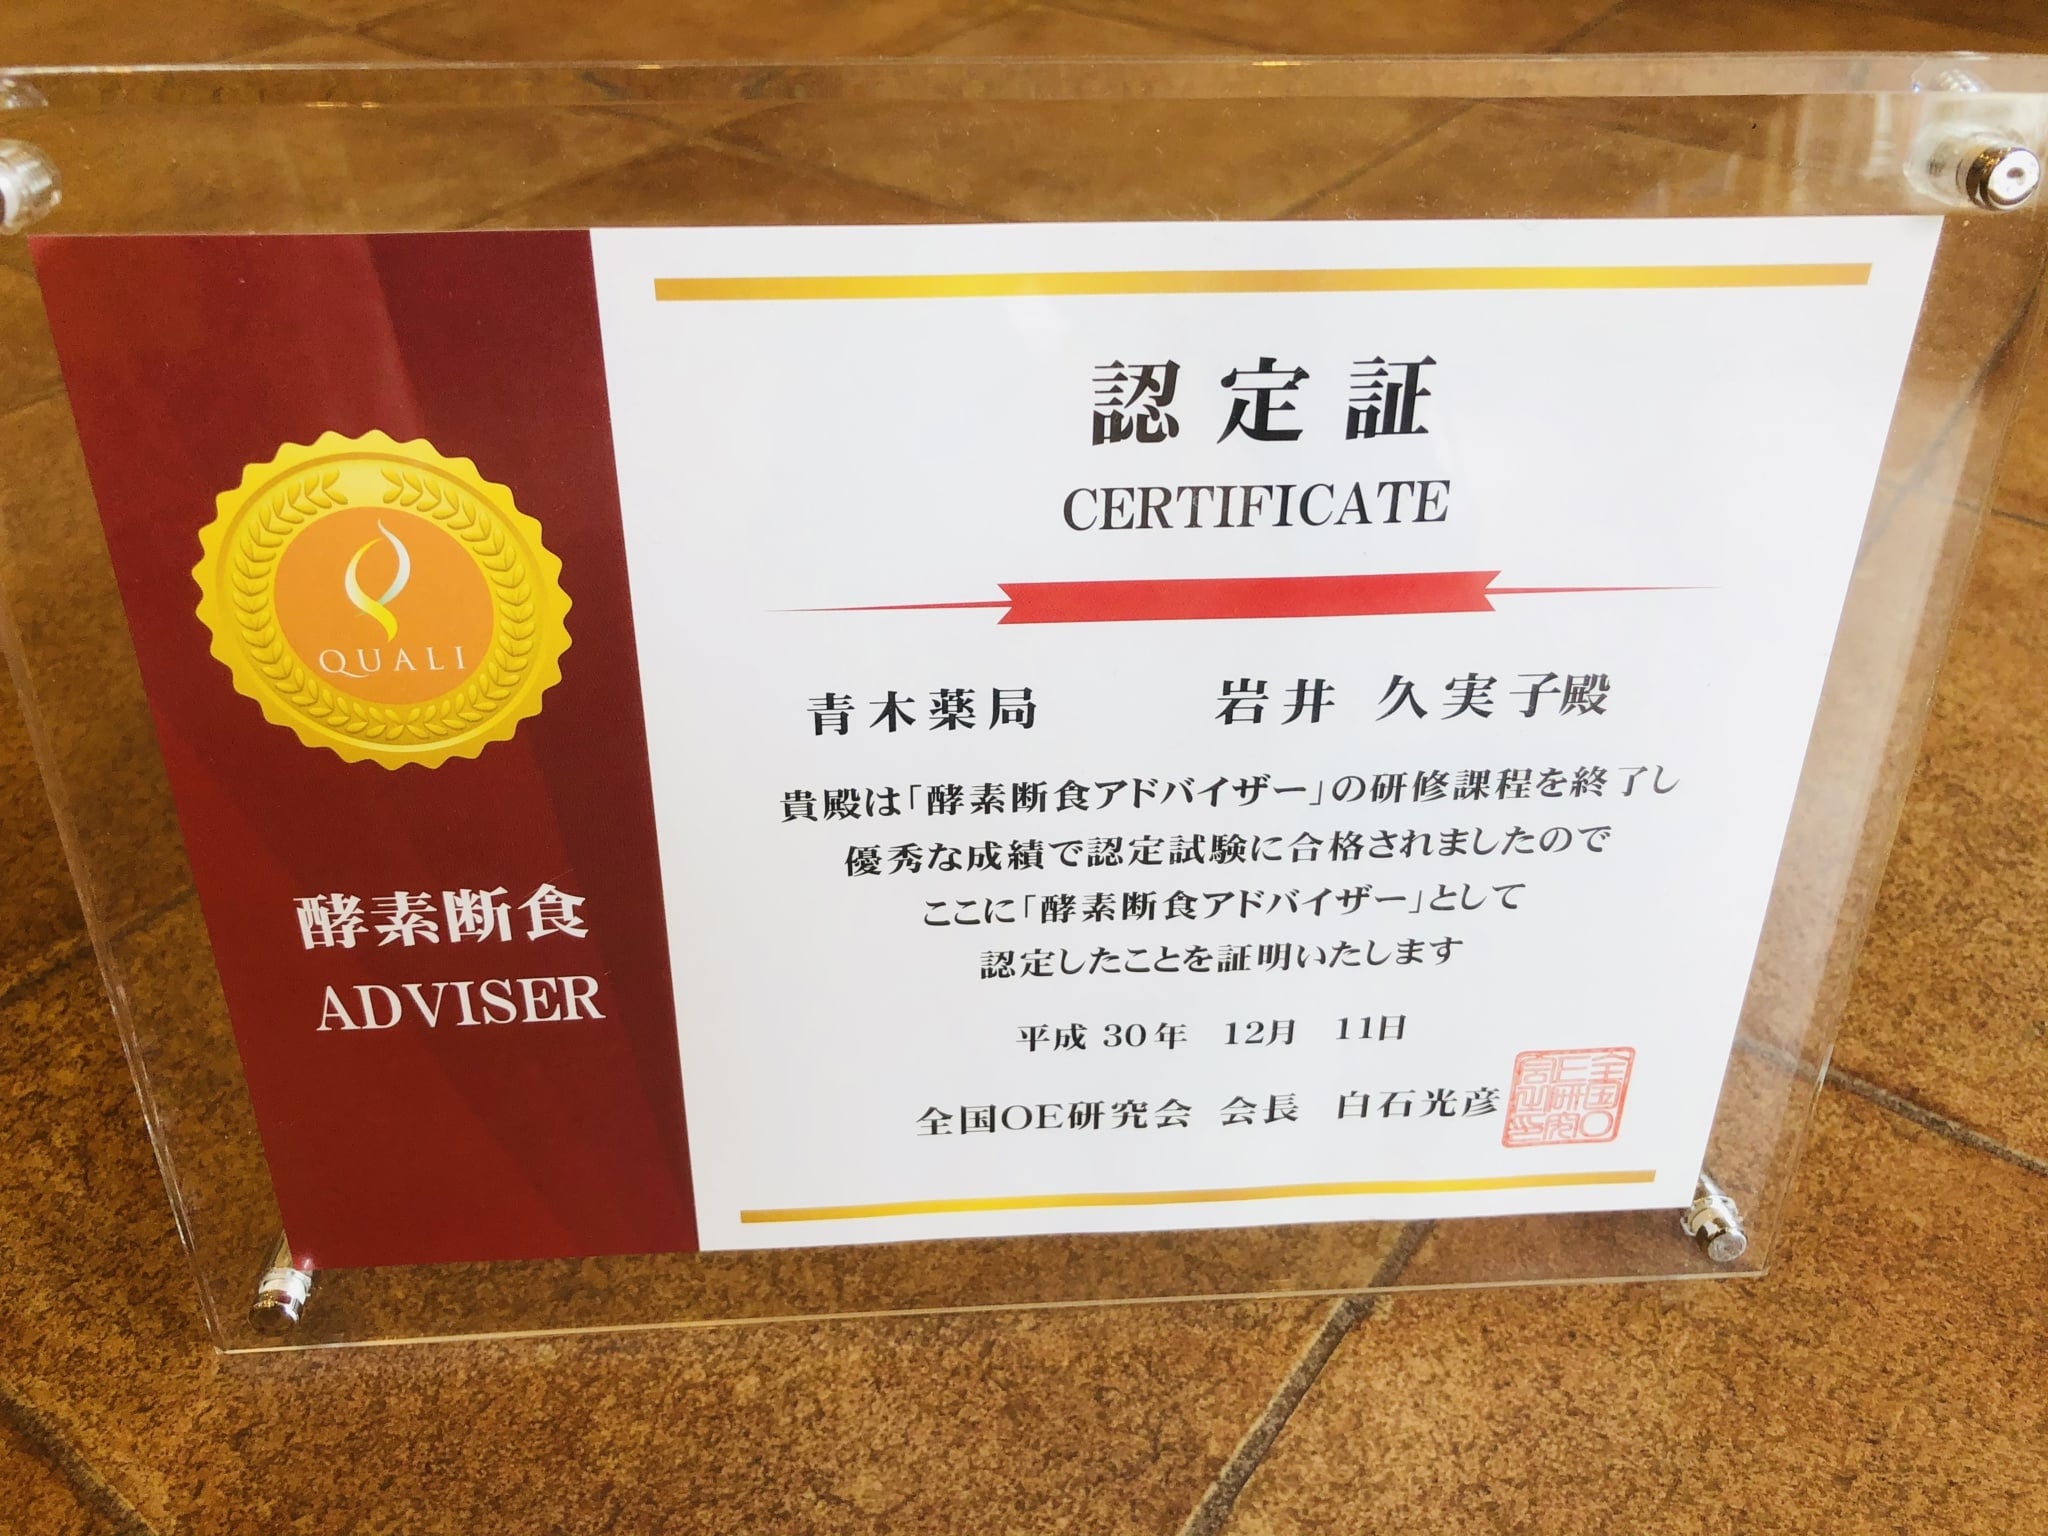 認定証
CERTIFICATE
青木薬局 岩井 久実子殿
貴殿は「酵素断食アドバイザー」の研修課程を終了し
優秀な成績で認定試験に合格されましたので
ここに「酵素断食アドバイザー」として
認定したことを証明いたします
平成 30年 12月 11日
全国OE研究会 会長 白石光彦
QUALI
酵素断食
ADVISER